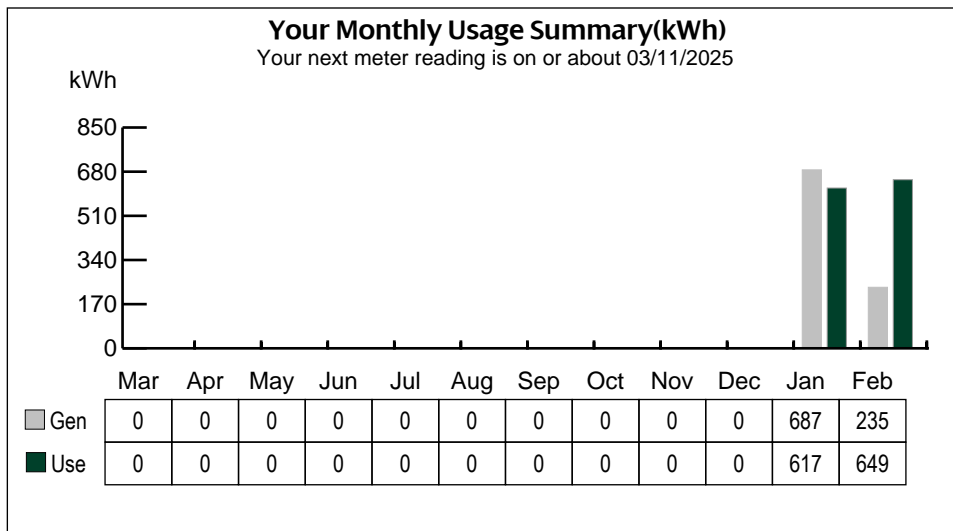 Your Monthly Usage Summary(kWh)
Your next meter reading is on or about 03/11/2025
kWh
850
680
510
340
170
0
Mar Apr May Jun Jul Aug Sep Oct Nov Dec Jan Feb
Gen 0 0 0 0 0 0 0 0 0 0 687 235
Use 0 0 0 0 0 0 0 0 0 0 617 649